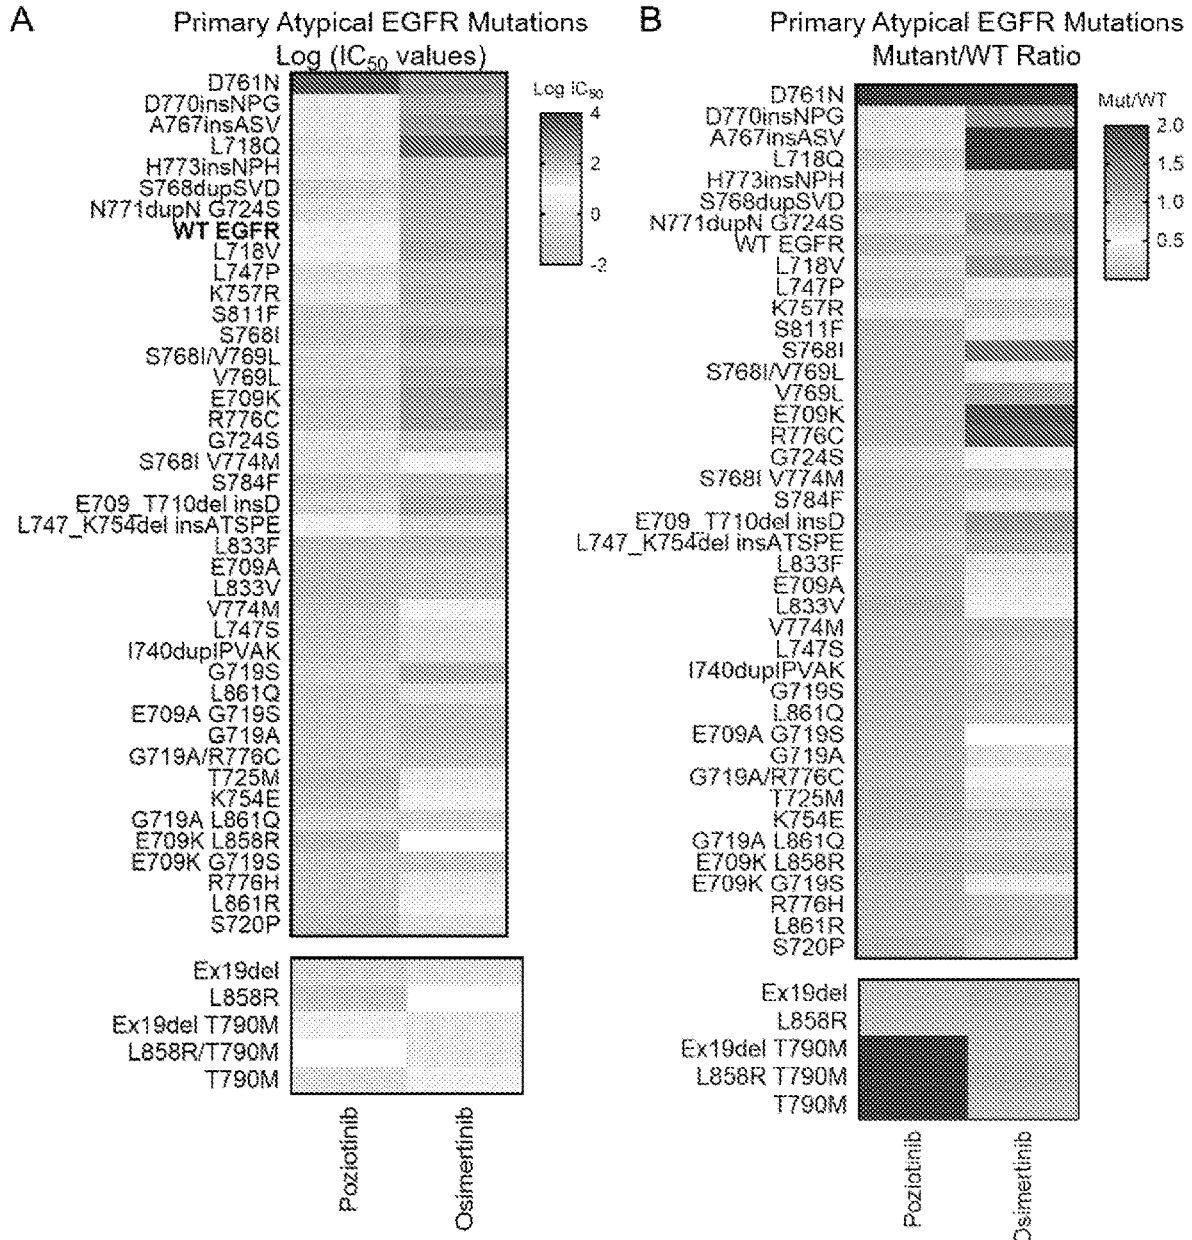 A
Primary Atypical EGFR Mutations
Log (IC50 values)
D761N
D770insNPG
A767insASV
L718Q
H773insNPH
S768dupSVD
N771dupN G724S
WT EGFR
L718V
L747P
K757R
S811F
S768I
S768I/V769L
V769L
E709K
R776C
G724S
S768I V774M
S784F
E709_T710del insD
L747_K754del insATSPE
L833F
E709A
L833V
V774M
L747S
I740dupIPVAK
G719S
L861Q
E709A G719S
G719A
G719A/R776C
T725M
K754E
G719A L861Q
E709K L858R
E709K G719S
R776H
L861R
S720P
Log IC50
4
2
0
-2
Ex19del
L858R
Ex19del T790M
L858R/T790M
T790M
Poziotinib
Osimertinib
B
Primary Atypical EGFR Mutations
Mutant/WT Ratio
D761N
D770insNPG
A767insASV
L718Q
H773insNPH
S768dupSVD
N771dupN G724S
WT EGFR
L718V
L747P
K757R
S811F
S768I
S768I/V769L
V769L
E709K
R776C
G724S
S768I V774M
S784F
E709_T710del insD
L747_K754del insATSPE
L833F
E709A
L833V
V774M
L747S
I740dupIPVAK
G719S
L861Q
E709A G719S
G719A
G719A/R776C
T725M
K754E
G719A L861Q
E709K L858R
E709K G719S
R776H
L861R
S720P
Mut/WT
2.0
1.5
1.0
0.5
Ex19del
L858R
Ex19del T790M
L858R T790M
T790M
Poziotinib
Osimertinib